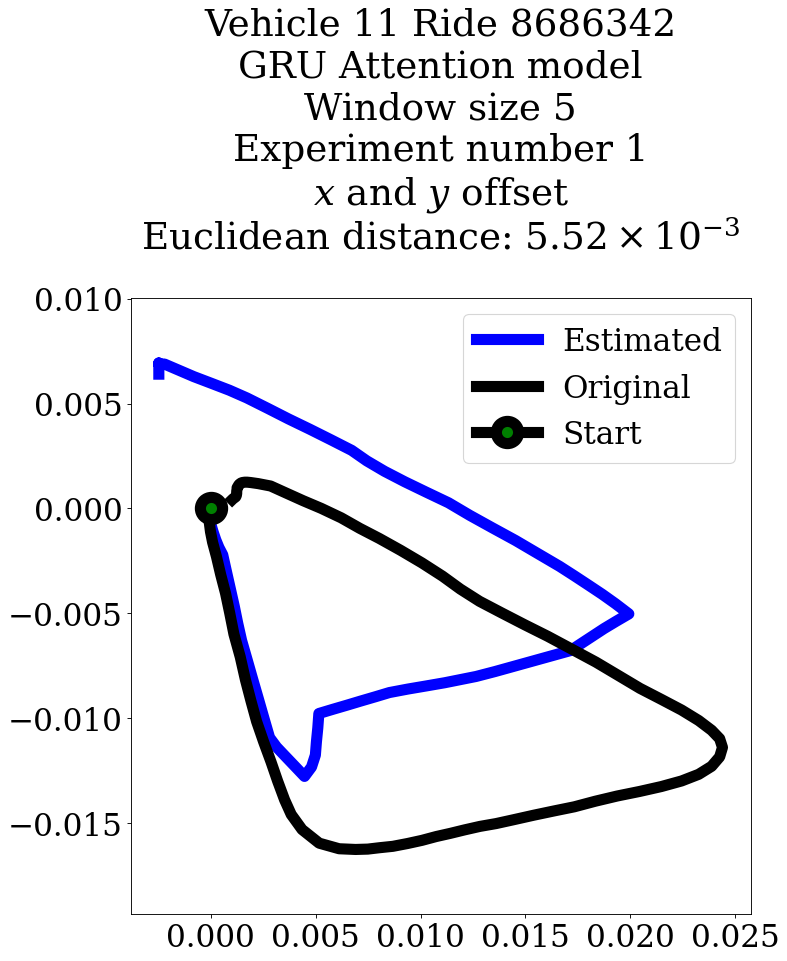 Vehicle 11 Ride 8686342
GRU Attention model
Window size 5
Experiment number 1
x and y offset
Euclidean distance: 5.52 × 10⁻³
Estimated
Original
Start
0.010
0.005
0.000
−0.005
−0.010
−0.015
0.000 0.005 0.010 0.015 0.020 0.025